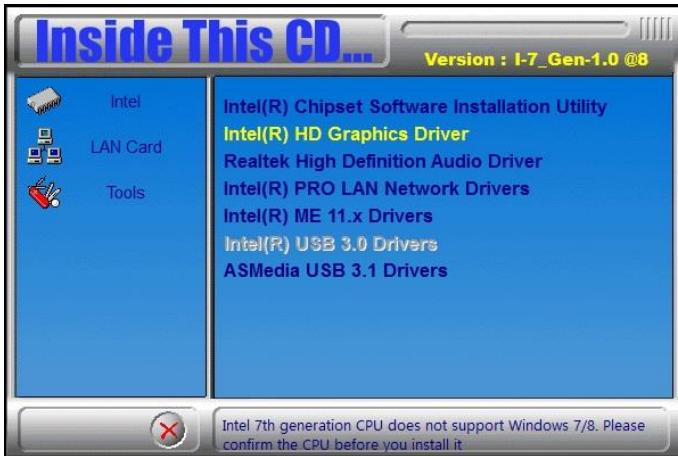 Inside This CD...
Version : I-7_Gen-1.0 @8
Intel
LAN Card
Tools
Intel(R) Chipset Software Installation Utility
Intel(R) HD Graphics Driver
Realtek High Definition Audio Driver
Intel(R) PRO LAN Network Drivers
Intel(R) ME 11.x Drivers
Intel(R) USB 3.0 Drivers
ASMedia USB 3.1 Drivers
Intel 7th generation CPU does not support Windows 7/8. Please
confirm the CPU before you install it